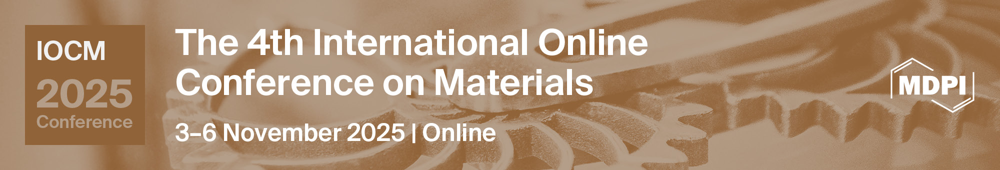 IOCM
2025
Conference
The 4th International Online
Conference on Materials
3–6 November 2025 | Online
MDPI